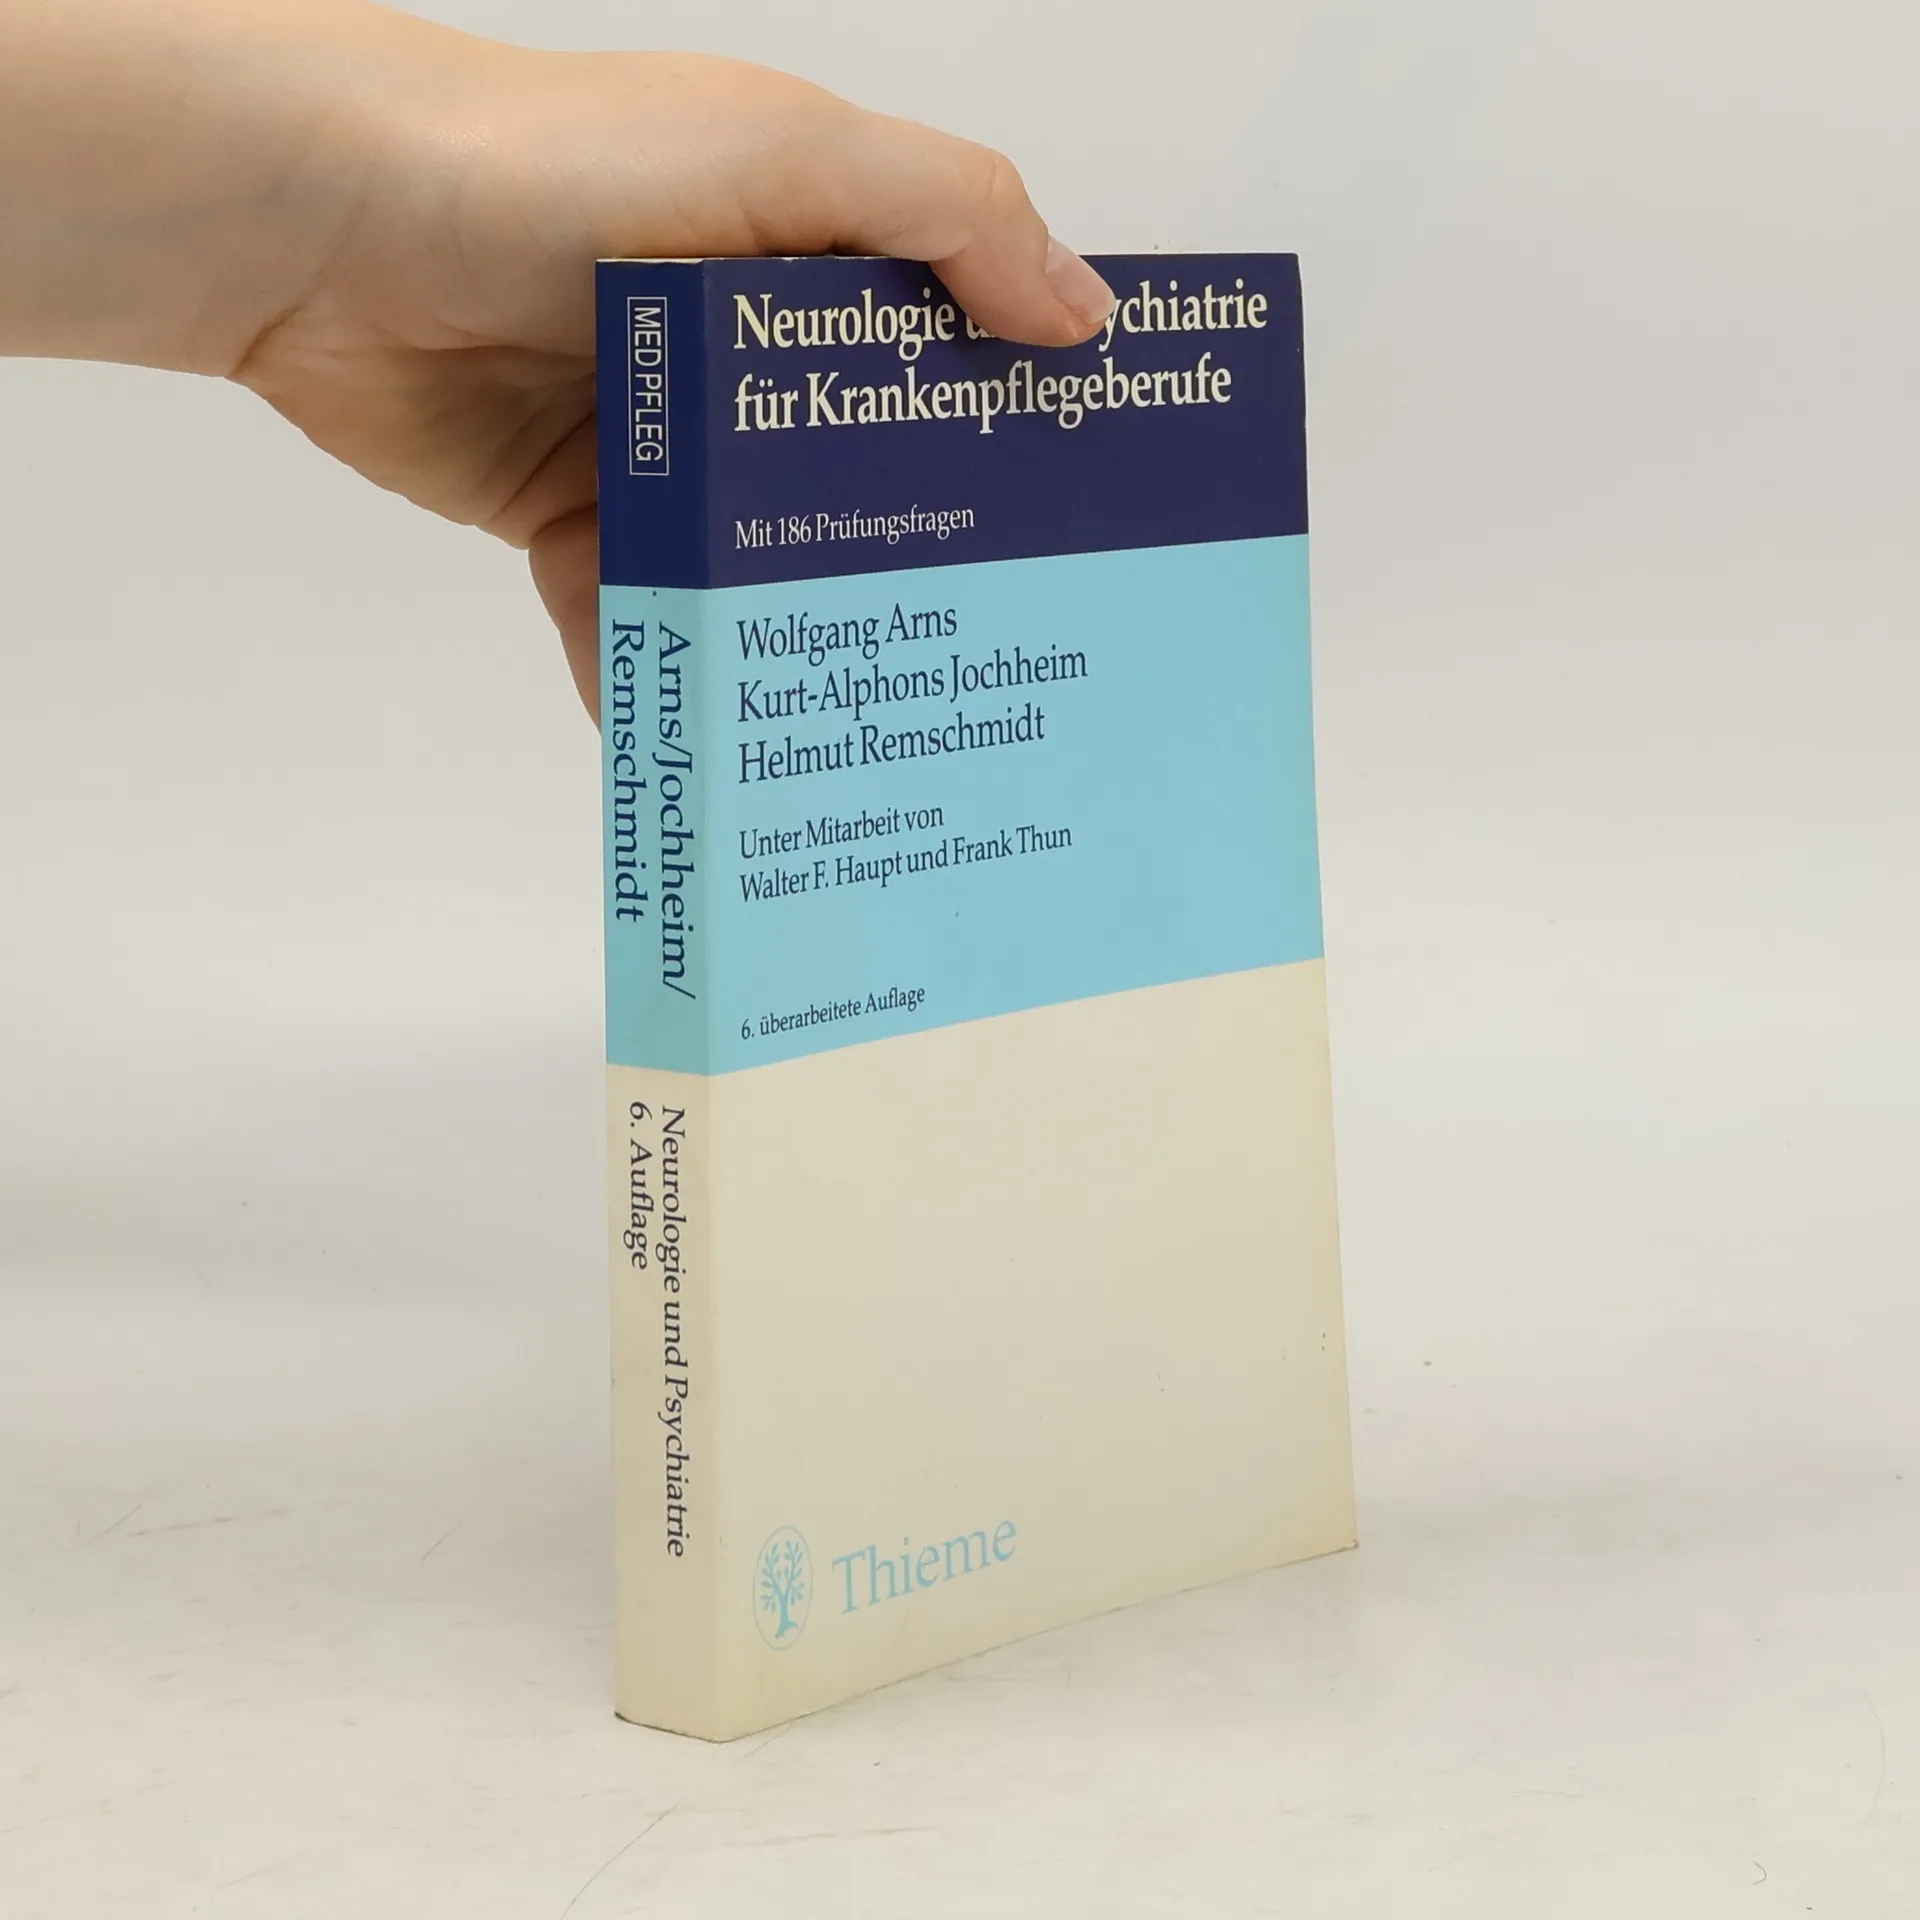 MED PFLEG
Arns/Jochheim/
Remschmidt
Neurologie und Psychiatrie
6. Auflage
Neurologie
für Krankenpflegeberufe
Mit 186 Prüfungsfragen
Wolfgang Arns
Kurt-Alphons Jochheim
Helmut Remschmidt
Unter Mitarbeit von
Walter F. Haupt und Frank Thun
6. überarbeitete Auflage
Thieme